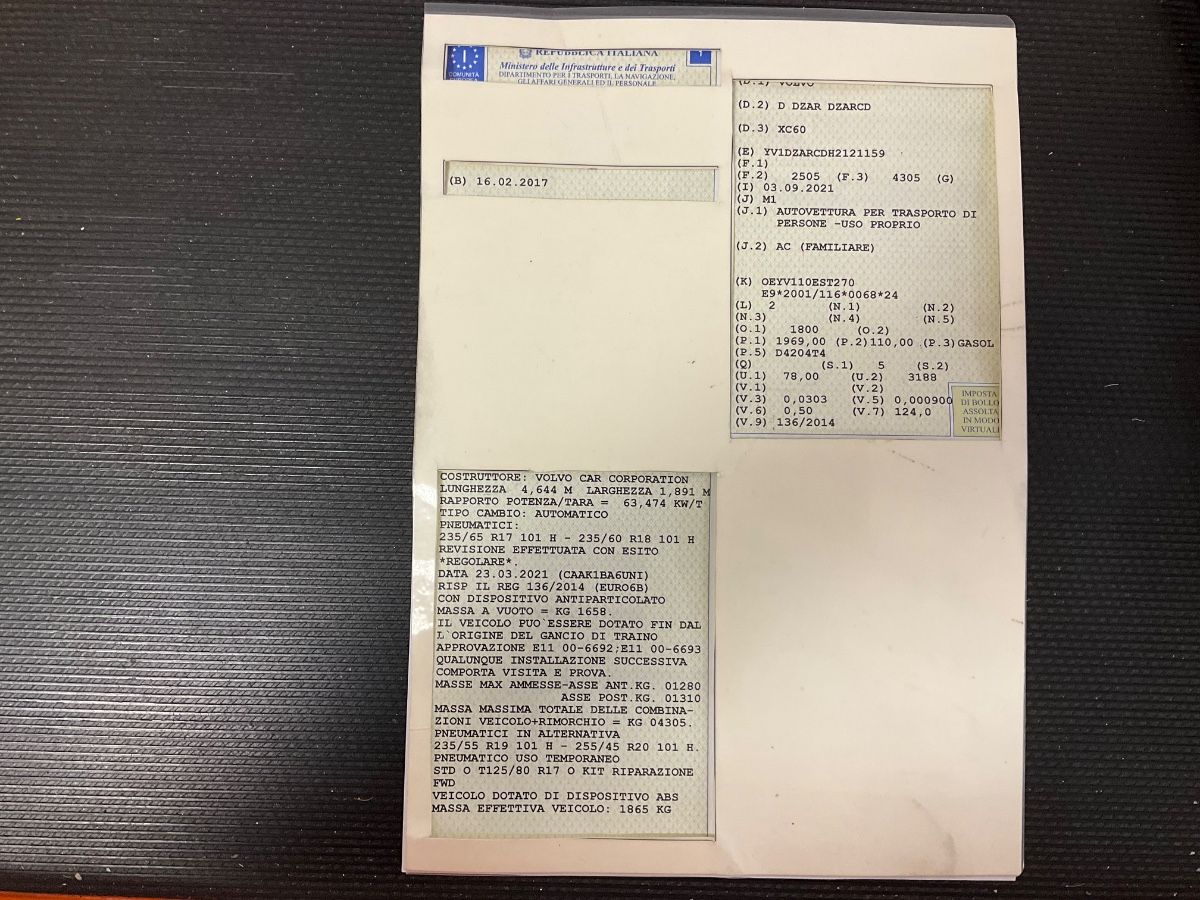 REPUBBLICA ITALIANA
I
COMUNITÀ
EUROPEA
Ministero delle Infrastrutture e dei Trasporti
DIPARTIMENTO PER I TRASPORTI, LA NAVIGAZIONE,
GLI AFFARI GENERALI ED IL PERSONALE
(B) 16.02.2017
COSTRUTTORE: VOLVO CAR CORPORATION
LUNGHEZZA 4,644 M LARGHEZZA 1,891 M
RAPPORTO POTENZA/TARA = 63,474 KW/T
TIPO CAMBIO: AUTOMATICO
PNEUMATICI:
235/65 R17 101 H - 235/60 R18 101 H
REVISIONE EFFETTUATA CON ESITO
*REGOLARE*.
DATA 23.03.2021 (CAAK1BA6UNI)
RISP IL REG 136/2014 (EURO6B)
CON DISPOSITIVO ANTIPARTICOLATO
MASSA A VUOTO = KG 1658.
IL VEICOLO PUO`ESSERE DOTATO FIN DAL
L`ORIGINE DEL GANCIO DI TRAINO
APPROVAZIONE E11 00-6692;E11 00-6693
QUALUNQUE INSTALLAZIONE SUCCESSIVA
COMPORTA VISITA E PROVA.
MASSE MAX AMMESSE-ASSE ANT.KG. 01280
ASSE POST.KG. 01310
MASSA MASSIMA TOTALE DELLE COMBINA-
ZIONI VEICOLO+RIMORCHIO = KG 04305.
PNEUMATICI IN ALTERNATIVA
235/55 R19 101 H - 255/45 R20 101 H.
PNEUMATICO USO TEMPORANEO
STD O T125/80 R17 O KIT RIPARAZIONE
FWD
VEICOLO DOTATO DI DISPOSITIVO ABS
MASSA EFFETTIVA VEICOLO: 1865 KG
(D.1) VOLVO
(D.2) D DZAR DZARCD
(D.3) XC60
(E) YV1DZARCDH2121159
(F.1)
(F.2) 2505 (F.3) 4305 (G)
(I) 03.09.2021
(J) M1
(J.1) AUTOVETTURA PER TRASPORTO DI
PERSONE -USO PROPRIO
(J.2) AC (FAMILIARE)
(K) OEYV110EST270
E9*2001/116*0068*24
(L) 2 (N.1) (N.2)
(N.3) (N.4) (N.5)
(O.1) 1800 (O.2)
(P.1) 1969,00 (P.2)110,00 (P.3)GASOL
(P.5) D4204T4
(Q) (S.1) 5 (S.2)
(U.1) 78,00 (U.2) 3188
(V.1) (V.2)
(V.3) 0,0303 (V.5) 0,000900
(V.6) 0,50 (V.7) 124,0
(V.9) 136/2014
IMPOSTA
DI BOLLO
ASSOLTA
IN MODO
VIRTUALE